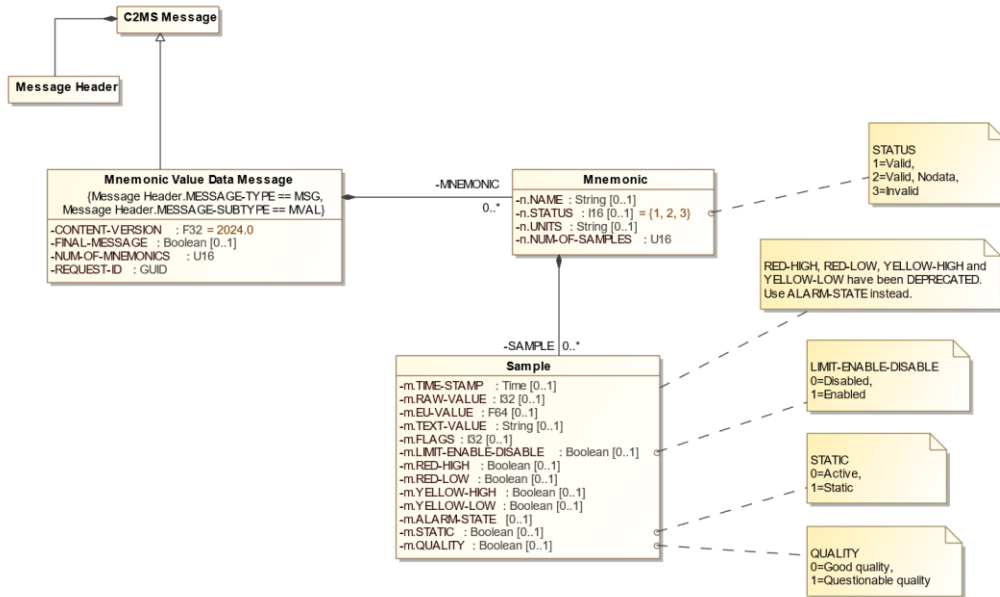 C2MS Message
Message Header
Mnemonic Value Data Message
{Message Header.MESSAGE-TYPE == MSG,
Message Header.MESSAGE-SUBTYPE == MVAL}
-CONTENT-VERSION : F32 = 2024.0
-FINAL-MESSAGE : Boolean [0..1]
-NUM-OF-MNEMONICS : U16
-REQUEST-ID : GUID
-MNEMONIC
0..*
Mnemonic
-n.NAME : String [0..1]
-n.STATUS : I16 [0..1] = {1, 2, 3}
-n.UNITS : String [0..1]
-n.NUM-OF-SAMPLES : U16
STATUS
1=Valid,
2=Valid, Nodata,
3=Invalid
RED-HIGH, RED-LOW, YELLOW-HIGH and
YELLOW-LOW have been DEPRECATED.
Use ALARM-STATE instead.
-SAMPLE 0..*
Sample
-m.TIME-STAMP : Time [0..1]
-m.RAW-VALUE : I32 [0..1]
-m.EU-VALUE : F64 [0..1]
-m.TEXT-VALUE : String [0..1]
-m.FLAGS : I32 [0..1]
-m.LIMIT-ENABLE-DISABLE : Boolean [0..1]
-m.RED-HIGH : Boolean [0..1]
-m.RED-LOW : Boolean [0..1]
-m.YELLOW-HIGH : Boolean [0..1]
-m.YELLOW-LOW : Boolean [0..1]
-m.ALARM-STATE [0..1]
-m.STATIC : Boolean [0..1]
-m.QUALITY : Boolean [0..1]
LIMIT-ENABLE-DISABLE
0=Disabled,
1=Enabled
STATIC
0=Active,
1=Static
QUALITY
0=Good quality,
1=Questionable quality